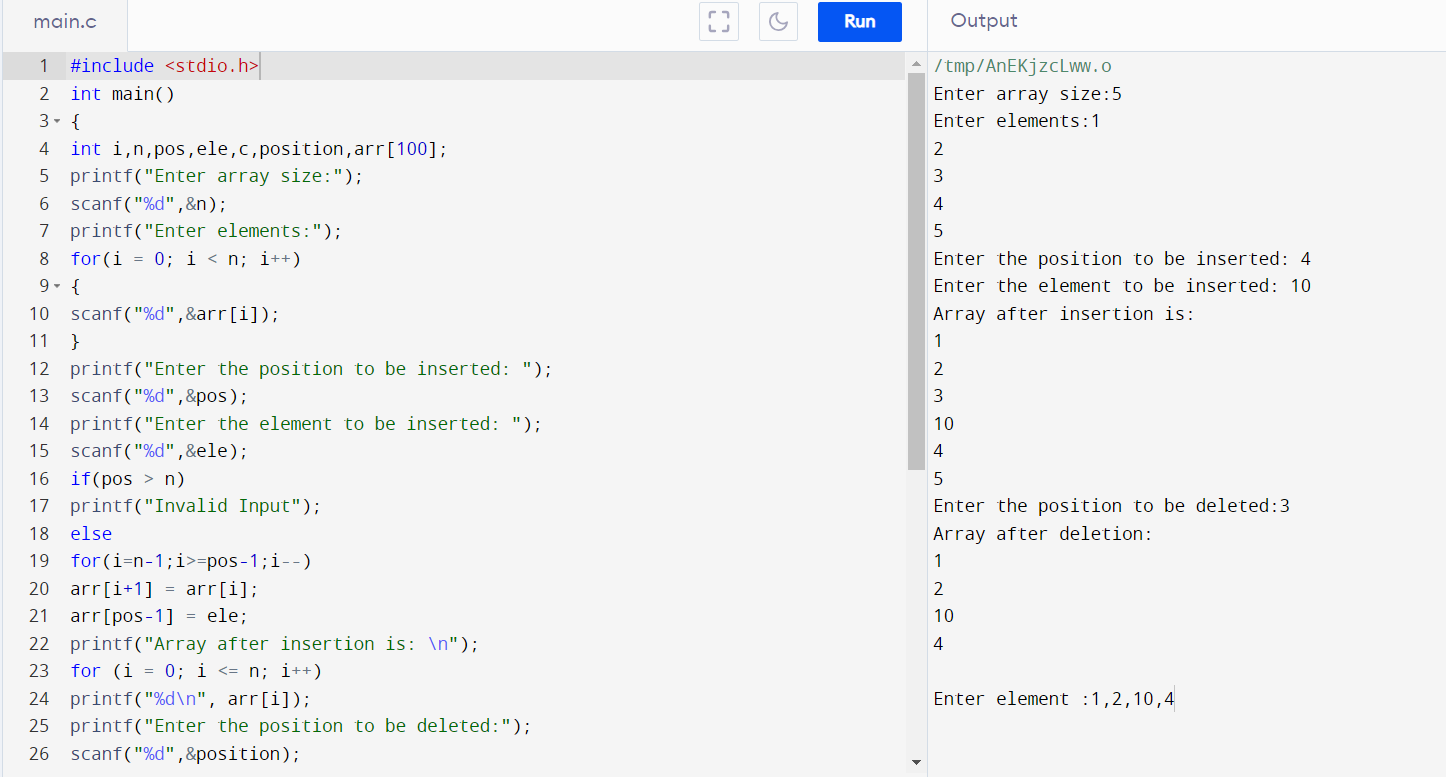 main.c
Run
Output
1 #include <stdio.h>
2 int main()
3 {
4 int i,n,pos,ele,c,position,arr[100];
5 printf("Enter array size:");
6 scanf("%d",&n);
7 printf("Enter elements:");
8 for(i = 0; i < n; i++)
9 {
10 scanf("%d",&arr[i]);
11 }
12 printf("Enter the position to be inserted: ");
13 scanf("%d",&pos);
14 printf("Enter the element to be inserted: ");
15 scanf("%d",&ele);
16 if(pos > n)
17 printf("Invalid Input");
18 else
19 for(i=n-1;i>=pos-1;i--)
20 arr[i+1] = arr[i];
21 arr[pos-1] = ele;
22 printf("Array after insertion is: \n");
23 for (i = 0; i <= n; i++)
24 printf("%d\n", arr[i]);
25 printf("Enter the position to be deleted:");
26 scanf("%d",&position);
/tmp/AnEKjzcLww.o
Enter array size:5
Enter elements:1
2
3
4
5
Enter the position to be inserted: 4
Enter the element to be inserted: 10
Array after insertion is:
1
2
3
10
4
5
Enter the position to be deleted:3
Array after deletion:
1
2
10
4
Enter element :1,2,10,4